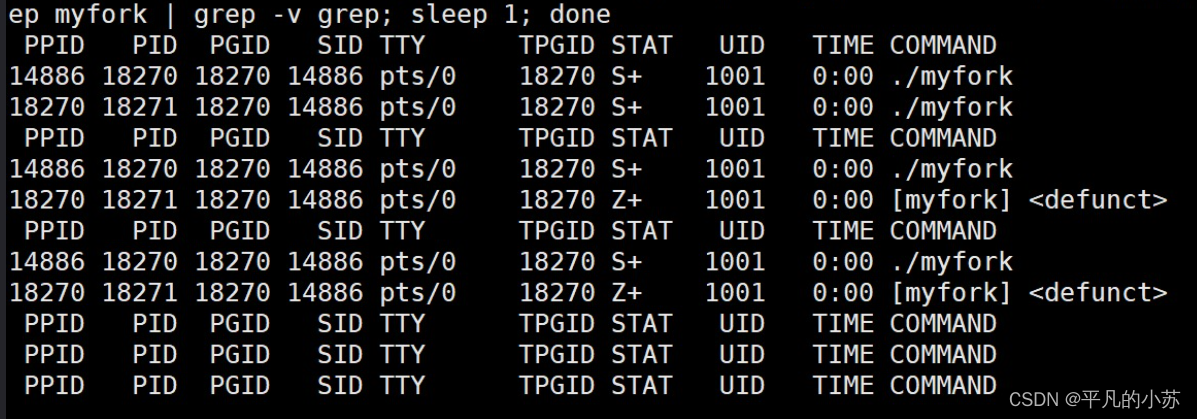 ep myfork | grep -v grep; sleep 1; done
PPID PID PGID SID TTY TPGID STAT UID TIME COMMAND
14886 18270 18270 14886 pts/0 18270 S+ 1001 0:00 ./myfork
18270 18271 18270 14886 pts/0 18270 S+ 1001 0:00 ./myfork
PPID PID PGID SID TTY TPGID STAT UID TIME COMMAND
14886 18270 18270 14886 pts/0 18270 S+ 1001 0:00 ./myfork
18270 18271 18270 14886 pts/0 18270 Z+ 1001 0:00 [myfork] <defunct>
PPID PID PGID SID TTY TPGID STAT UID TIME COMMAND
14886 18270 18270 14886 pts/0 18270 S+ 1001 0:00 ./myfork
18270 18271 18270 14886 pts/0 18270 Z+ 1001 0:00 [myfork] <defunct>
PPID PID PGID SID TTY TPGID STAT UID TIME COMMAND
PPID PID PGID SID TTY TPGID STAT UID TIME COMMAND
PPID PID PGID SID TTY TPGID STAT UID TIME COMMAND
CSDN @平凡的小苏